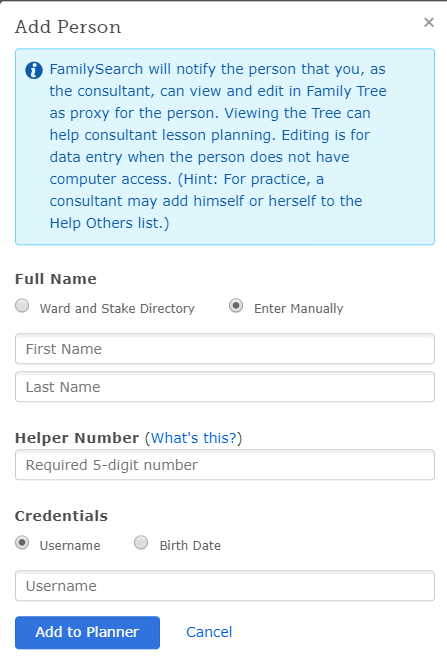 Add Person
×
FamilySearch will notify the person that you, as
the consultant, can view and edit in Family Tree
as proxy for the person. Viewing the Tree can
help consultant lesson planning. Editing is for
data entry when the person does not have
computer access. (Hint: For practice, a
consultant may add himself or herself to the
Help Others list.)
Full Name
Ward and Stake Directory Enter Manually
First Name
Last Name
Helper Number (What's this?)
Required 5-digit number
Credentials
Username Birth Date
Username
Add to Planner Cancel